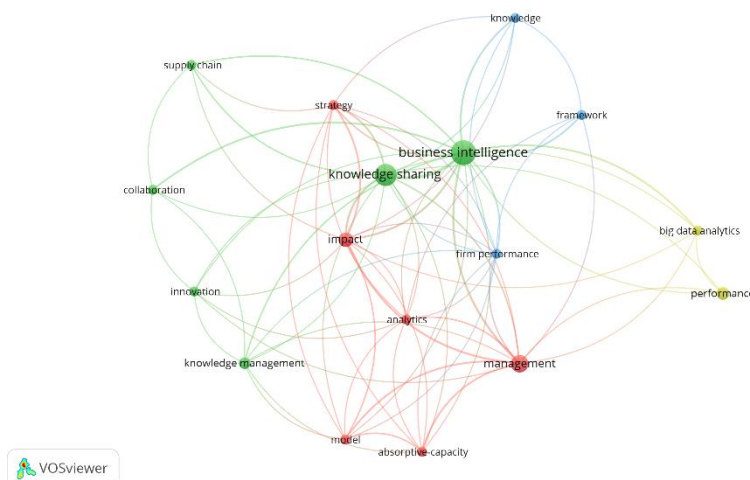 knowledge
supply chain
strategy
framework
business intelligence
knowledge sharing
collaboration
big data analytics
impact
firm performance
innovation
performance
analytics
knowledge management
management
model
absorptive-capacity
VOSviewer